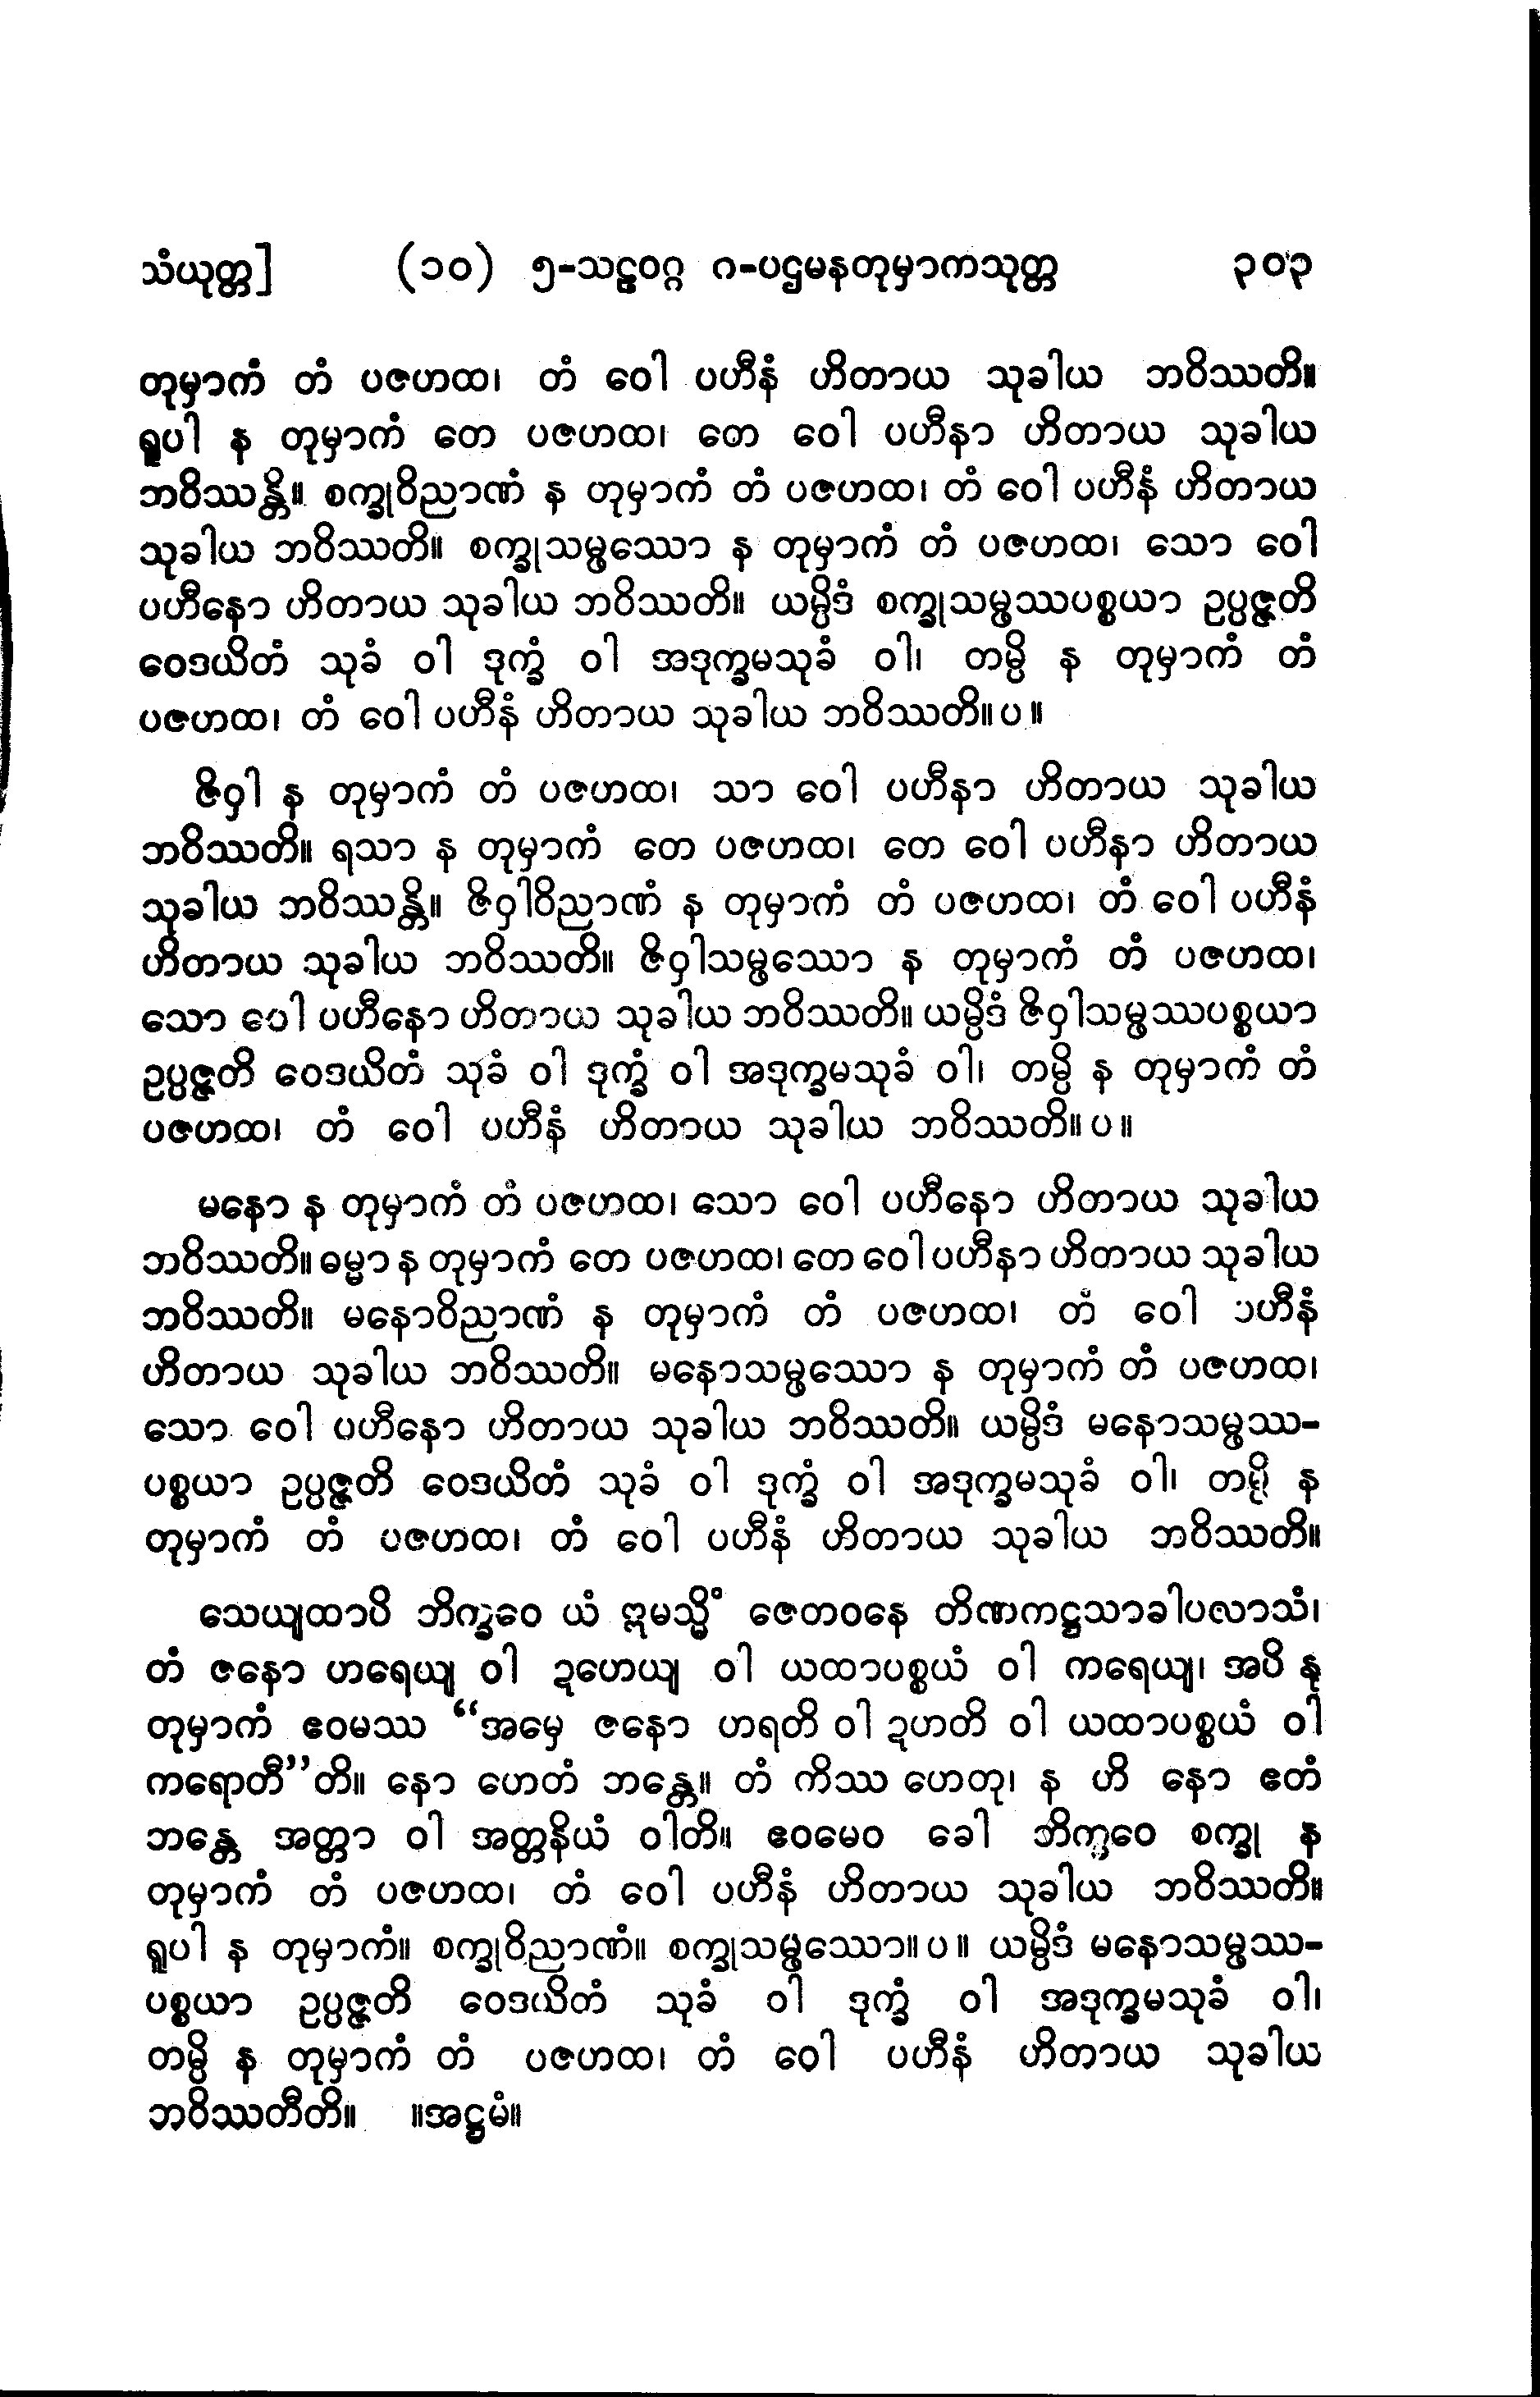 သံယုတ္တ] (၁၀) ၅-သဠဝဂ္ဂ ဂ-ပဌမနတုမှာကသုတ္တ ၃၀၃
တုမှာကံ တံ ပဇဟထ၊ တံ ဝေါ ပဟီနံ ဟိတာယ သုခါယ ဘဝိဿတိ။
ရူပါ န တုမှာကံ တေ ပဇဟထ၊ တေ ဝေါ ပဟီနာ ဟိတာယ သုခါယ
ဘဝိဿန္တိ။ စက္ခုဝိညာဏံ န တုမှာကံ တံ ပဇဟထ၊ တံ ဝေါ ပဟီနံ ဟိတာယ
သုခါယ ဘဝိဿတိ။ စက္ခုသမ္ဖဿော န တုမှာကံ တံ ပဇဟထ၊ သော ဝေါ
ပဟီနော ဟိတာယ သုခါယ ဘဝိဿတိ။ ယမ္ပိဒံ စက္ခုသမ္ဖဿပစ္စယာ ဥပ္ပဇ္ဇတိ
ဝေဒယိတံ သုခံ ဝါ ဒုက္ခံ ဝါ အဒုက္ခမသုခံ ဝါ၊ တမ္ပိ န တုမှာကံ တံ
ပဇဟထ၊ တံ ဝေါ ပဟီနံ ဟိတာယ သုခါယ ဘဝိဿတိ။ပ။
ဇိဝှါ န တုမှာကံ တံ ပဇဟထ၊ သာ ဝေါ ပဟီနာ ဟိတာယ သုခါယ
ဘဝိဿတိ။ ရသာ န တုမှာကံ တေ ပဇဟထ၊ တေ ဝေါ ပဟီနာ ဟိတာယ
သုခါယ ဘဝိဿန္တိ။ ဇိဝှါဝိညာဏံ န တုမှာကံ တံ ပဇဟထ၊ တံ ဝေါ ပဟီနံ
ဟိတာယ သုခါယ ဘဝိဿတိ။ ဇိဝှါသမ္ဖဿော န တုမှာကံ တံ ပဇဟထ၊
သော ဝေါ ပဟီနော ဟိတာယ သုခါယ ဘဝိဿတိ။ ယမ္ပိဒံ ဇိဝှါသမ္ဖဿပစ္စယာ
ဥပ္ပဇ္ဇတိ ဝေဒယိတံ သုခံ ဝါ ဒုက္ခံ ဝါ အဒုက္ခမသုခံ ဝါ၊ တမ္ပိ န တုမှာကံ တံ
ပဇဟထ၊ တံ ဝေါ ပဟီနံ ဟိတာယ သုခါယ ဘဝိဿတိ။ပ။
မနော န တုမှာကံ တံ ပဇဟထ၊ သော ဝေါ ပဟီနော ဟိတာယ သုခါယ
ဘဝိဿတိ။ ဓမ္မာ န တုမှာကံ တေ ပဇဟထ၊ တေ ဝေါ ပဟီနာ ဟိတာယ သုခါယ
ဘဝိဿတိ။ မနောဝိညာဏံ န တုမှာကံ တံ ပဇဟထ၊ တံ ဝေါ ပဟီနံ
ဟိတာယ သုခါယ ဘဝိဿတိ။ မနောသမ္ဖဿော န တုမှာကံ တံ ပဇဟထ၊
သော ဝေါ ပဟီနော ဟိတာယ သုခါယ ဘဝိဿတိ။ ယမ္ပိဒံ မနောသမ္ဖဿ-
ပစ္စယာ ဥပ္ပဇ္ဇတိ ဝေဒယိတံ သုခံ ဝါ ဒုက္ခံ ဝါ အဒုက္ခမသုခံ ဝါ၊ တမ္ပိ န
တုမှာကံ တံ ပဇဟထ၊ တံ ဝေါ ပဟီနံ ဟိတာယ သုခါယ ဘဝိဿတိ။
သေယျထာပိ ဘိက္ခဝေ ယံ ဣမသ္မိံ ဇေတဝနေ တိဏကဋ္ဌသာခါပလာသံ၊
တံ ဇနော ဟရေယျ ဝါ ဍဟေယျ ဝါ ယထာပစ္စယံ ဝါ ကရေယျ၊ အပိ နု
တုမှာကံ ဧဝမဿ “အမှေ ဇနော ဟရတိ ဝါ ဍဟတိ ဝါ ယထာပစ္စယံ ဝါ
ကရောတီ”တိ။ နော ဟေတံ ဘန္တေ။ တံ ကိဿ ဟေတု၊ န ဟိ နော ဧတံ
ဘန္တေ အတ္တာ ဝါ အတ္တနိယံ ဝါတိ။ ဧဝမေဝ ခေါ ဘိက္ခဝေ စက္ခု န
တုမှာကံ တံ ပဇဟထ၊ တံ ဝေါ ပဟီနံ ဟိတာယ သုခါယ ဘဝိဿတိ။
ရူပါ န တုမှာကံ။ စက္ခုဝိညာဏံ။ စက္ခုသမ္ဖဿော။ပ။ ယမ္ပိဒံ မနောသမ္ဖဿ-
ပစ္စယာ ဥပ္ပဇ္ဇတိ ဝေဒယိတံ သုခံ ဝါ ဒုက္ခံ ဝါ အဒုက္ခမသုခံ ဝါ၊
တမ္ပိ န တုမှာကံ တံ ပဇဟထ၊ တံ ဝေါ ပဟီနံ ဟိတာယ သုခါယ
ဘဝိဿတီတိ။ ။အဋ္ဌမံ။